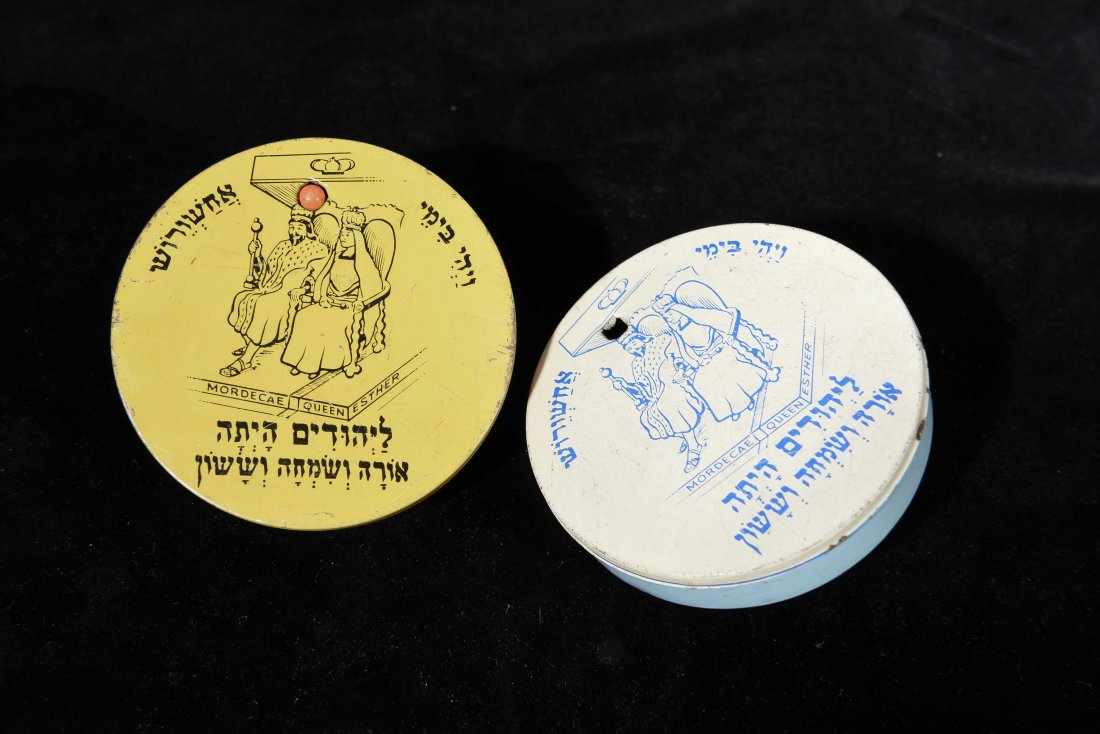 וַיְהִי בִּימֵי
אֲחַשְׁוֵרוֹשׁ
MORDECAE QUEEN ESTHER
לַיְהוּדִים הָיְתָה
אוֹרָה וְשִׂמְחָה וְשָׂשׂוֹן
וַיְהִי בִּימֵי
אֲחַשְׁוֵרוֹשׁ
MORDECAE QUEEN ESTHER
לַיְהוּדִים הָיְתָה
אוֹרָה וְשִׂמְחָה וְשָׂשׂוֹן